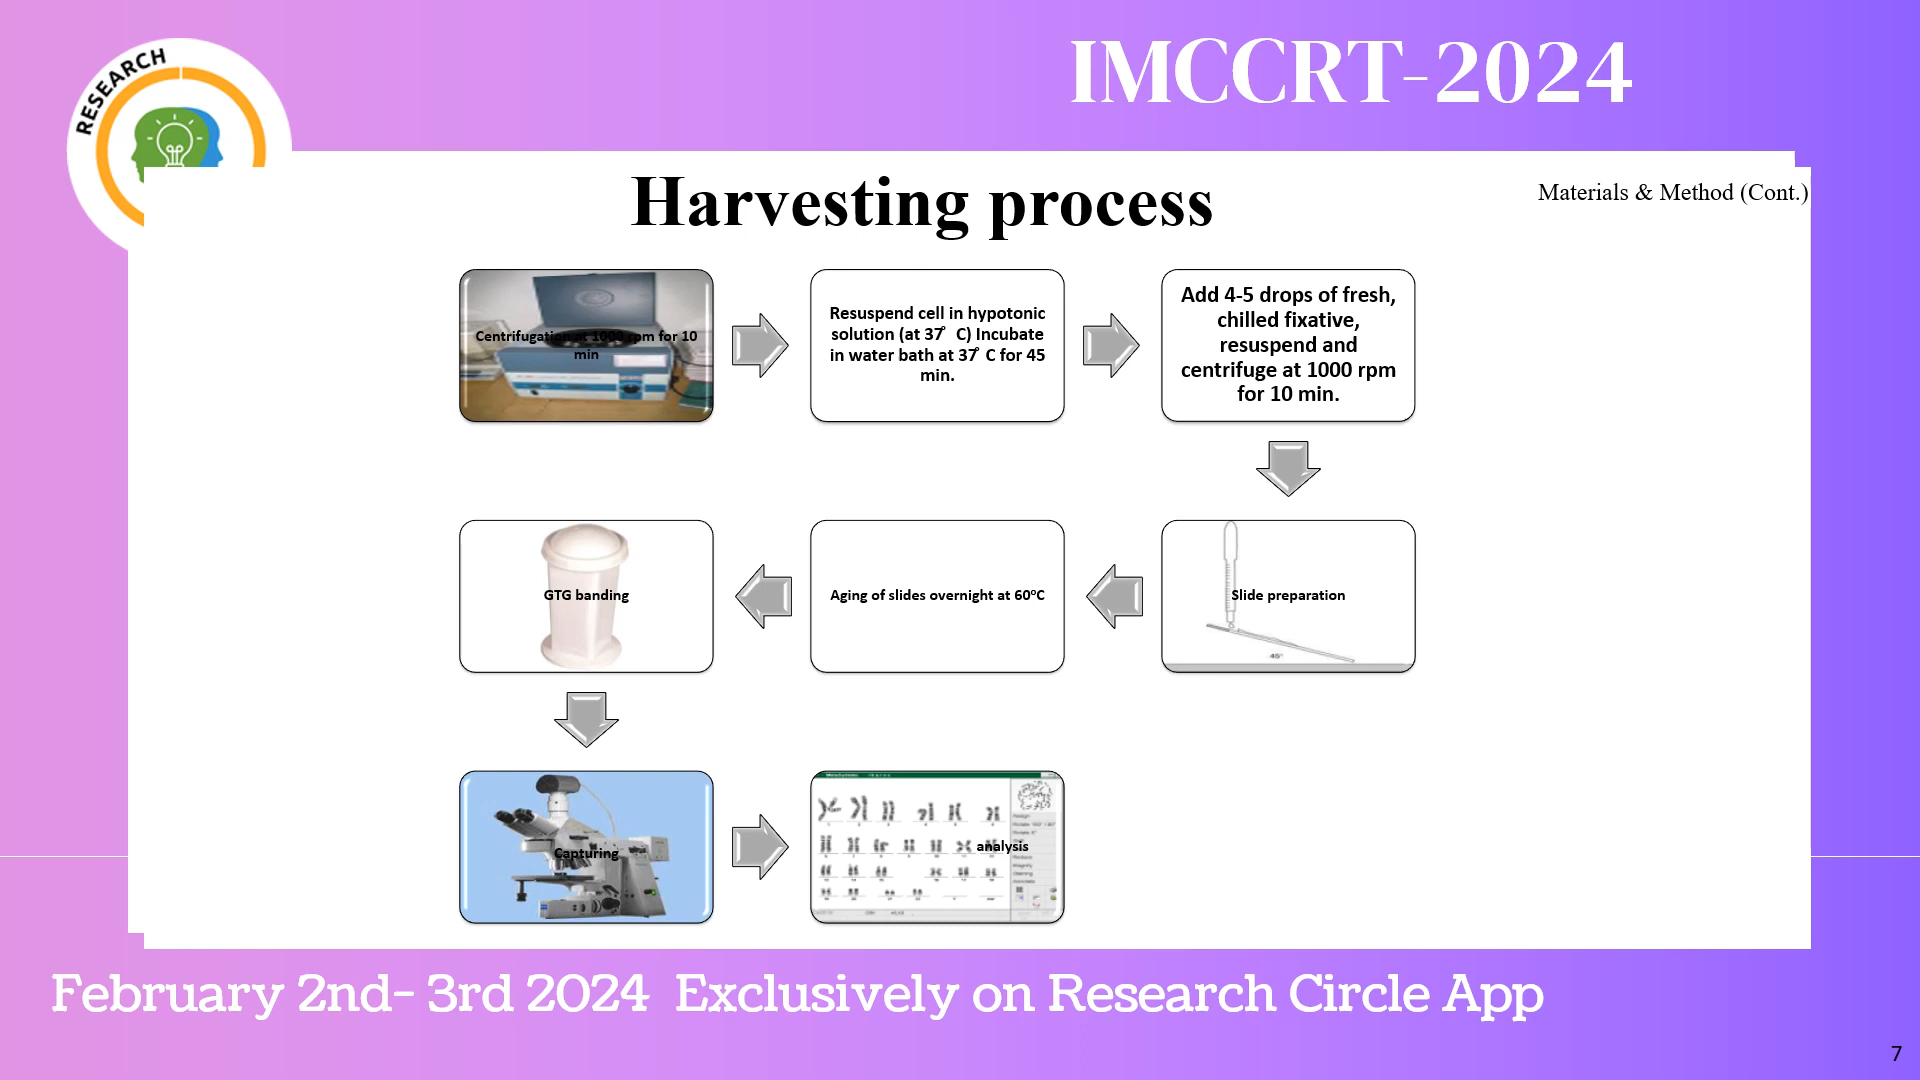 RESEARCH
IMCCRT-2024
Harvesting process
Materials & Method (Cont.)
Centrifugation at 1000 rpm for 10
min
Resuspend cell in hypotonic
solution (at 37° C) Incubate
in water bath at 37° C for 45
min.
Add 4-5 drops of fresh,
chilled fixative,
resuspend and
centrifuge at 1000 rpm
for 10 min.
GTG banding
Aging of slides overnight at 60°C
Slide preparation
45°
Capturing
analysis
February 2nd- 3rd 2024 Exclusively on Research Circle App
7